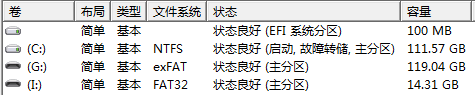 卷 布局 类型 文件系统 状态 容量
简单 基本 状态良好 (EFI 系统分区) 100 MB
(C:) 简单 基本 NTFS 状态良好 (启动, 故障转储, 主分区) 111.57 GB
(G:) 简单 基本 exFAT 状态良好 (主分区) 119.04 GB
(I:) 简单 基本 FAT32 状态良好 (主分区) 14.31 GB